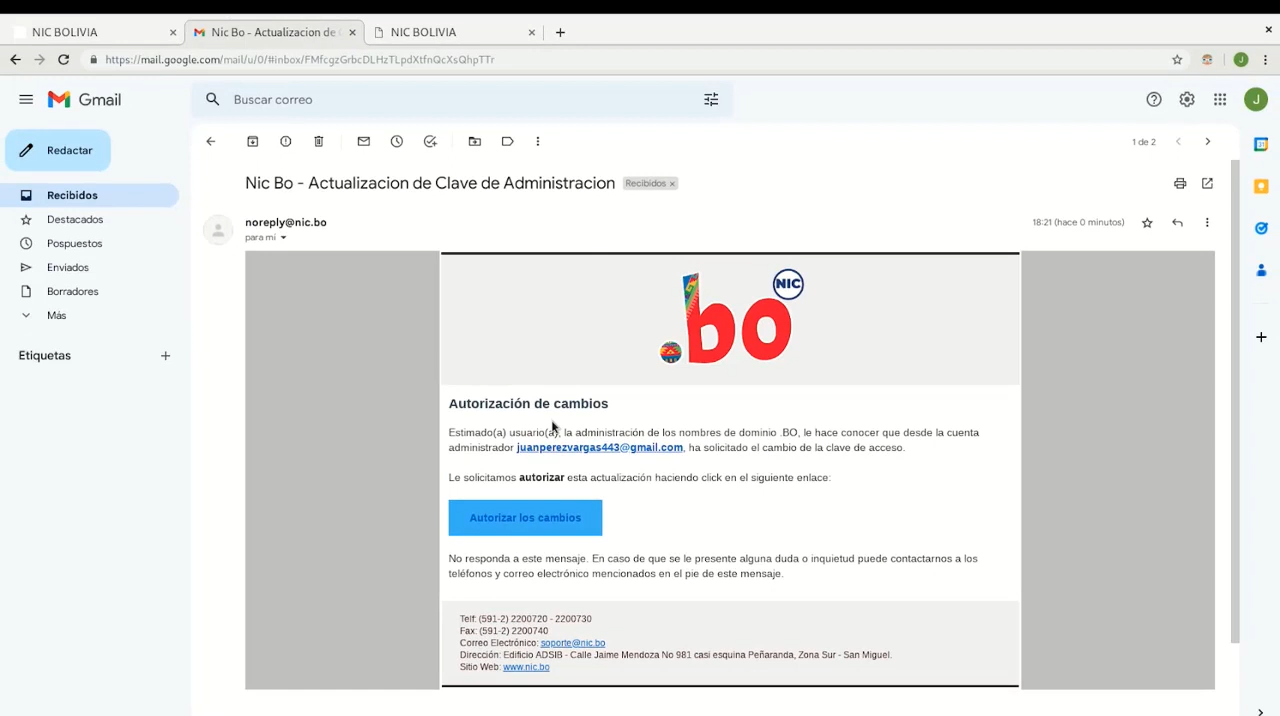 NIC BOLIVIA
Nic Bo - Actualizacion de
NIC BOLIVIA
https://mail.google.com/mail/u/0/#inbox/FMfcgzGrbcDLHzTLpdXtfnQcXsQhpTTr
J
Gmail
Buscar correo
J
Redactar
1 de 2
Recibidos
Destacados
Pospuestos
Enviados
Borradores
Más
Etiquetas
Nic Bo - Actualizacion de Clave de Administracion
Recibidos
noreply@nic.bo
18:21 (hace 0 minutos)
para mí
.bo
NIC
Autorización de cambios
Estimado(a) usuario(a), la administración de los nombres de dominio .BO, le hace conocer que desde la cuenta
administrador juanperezvargas443@gmail.com, ha solicitado el cambio de la clave de acceso.
Le solicitamos autorizar esta actualización haciendo click en el siguiente enlace:
Autorizar los cambios
No responda a este mensaje. En caso de que se le presente alguna duda o inquietud puede contactarnos a los
teléfonos y correo electrónico mencionados en el pie de este mensaje.
Telf: (591-2) 2200720 - 2200730
Fax: (591-2) 2200740
Correo Electrónico: soporte@nic.bo
Dirección: Edificio ADSIB - Calle Jaime Mendoza No 981 casi esquina Peñaranda, Zona Sur - San Miguel.
Sitio Web: www.nic.bo